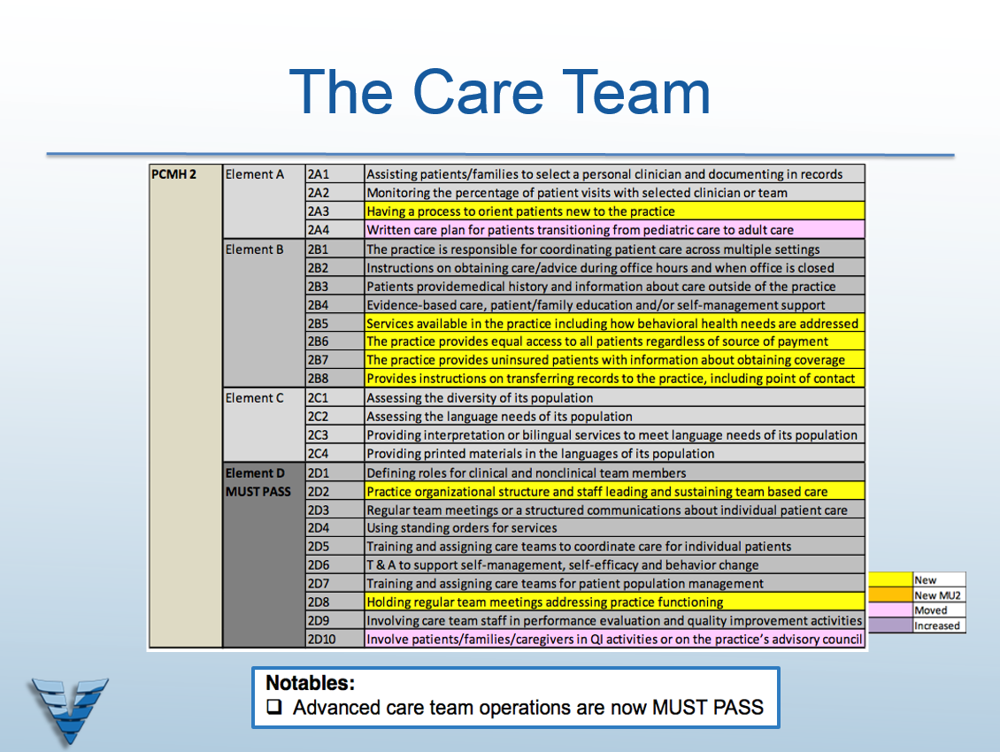 The Care Team
PCMH 2 Element A 2A1 Assisting patients/families to select a personal clinician and documenting in records
2A2 Monitoring the percentage of patient visits with selected clinician or team
2A3 Having a process to orient patients new to the practice
2A4 Written care plan for patients transitioning from pediatric care to adult care
Element B 2B1 The practice is responsible for coordinating patient care across multiple settings
2B2 Instructions on obtaining care/advice during office hours and when office is closed
2B3 Patients providemedical history and information about care outside of the practice
2B4 Evidence-based care, patient/family education and/or self-management support
2B5 Services available in the practice including how behavioral health needs are addressed
2B6 The practice provides equal access to all patients regardless of source of payment
2B7 The practice provides uninsured patients with information about obtaining coverage
2B8 Provides instructions on transferring records to the practice, including point of contact
Element C 2C1 Assessing the diversity of its population
2C2 Assessing the language needs of its population
2C3 Providing interpretation or bilingual services to meet language needs of its population
2C4 Providing printed materials in the languages of its population
Element D 2D1 Defining roles for clinical and nonclinical team members
MUST PASS 2D2 Practice organizational structure and staff leading and sustaining team based care
2D3 Regular team meetings or a structured communications about individual patient care
2D4 Using standing orders for services
2D5 Training and assigning care teams to coordinate care for individual patients
2D6 T & A to support self-management, self-efficacy and behavior change
2D7 Training and assigning care teams for patient population management
2D8 Holding regular team meetings addressing practice functioning
2D9 Involving care team staff in performance evaluation and quality improvement activities
2D10 Involve patients/families/caregivers in QI activities or on the practice's advisory council
New
New MU2
Moved
Increased
Notables:
❑ Advanced care team operations are now MUST PASS